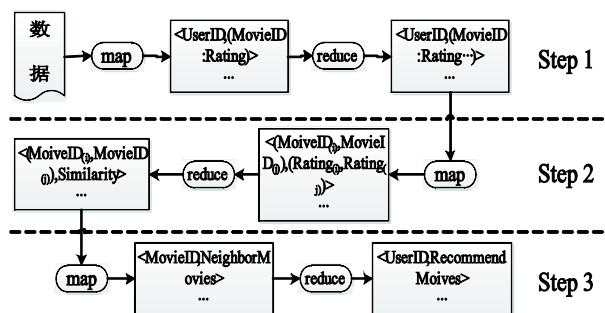 数
据
map
<UserID,(MovieID
:Rating)>
...
reduce
<UserID,(MovieID
:Rating···)>
...
Step 1
<(MoiveID(i),MovieID
(j)),Similarity>
...
reduce
<(MoviellD(i),MovieI
D(j)),(Rating(i),Rating(
j))>
...
map
Step 2
map
<MovieID,NeighborM
ovies>
...
reduce
<UserID,Recommend
Moives>
...
Step 3